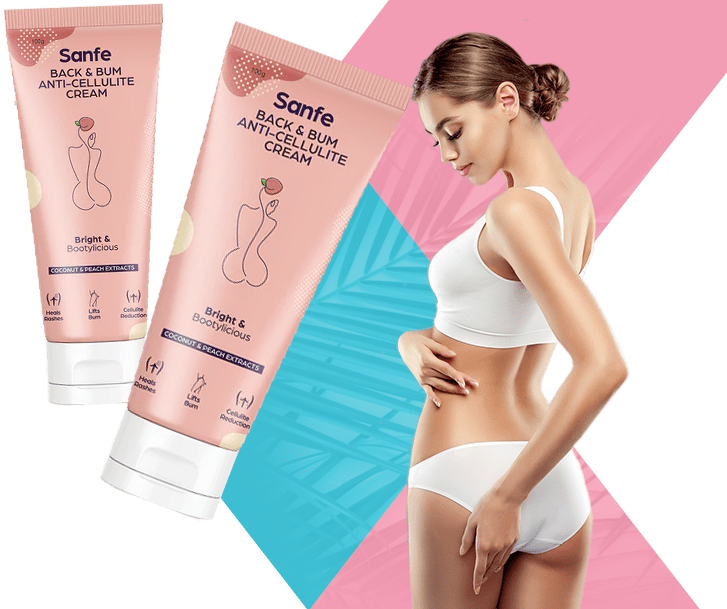 100g
Sanfe
BACK & BUM
ANTI-CELLULITE
CREAM
Bright &
Bootylicious
COCONUT & PEACH EXTRACTS
Heals
Rashes
Lifts
Bum
Cellulite
Reduction
100g
Sanfe
BACK & BUM
ANTI-CELLULITE
CREAM
Bright &
Bootylicious
COCONUT & PEACH EXTRACTS
Heals
Rashes
Lifts
Bum
Cellulite
Reduction